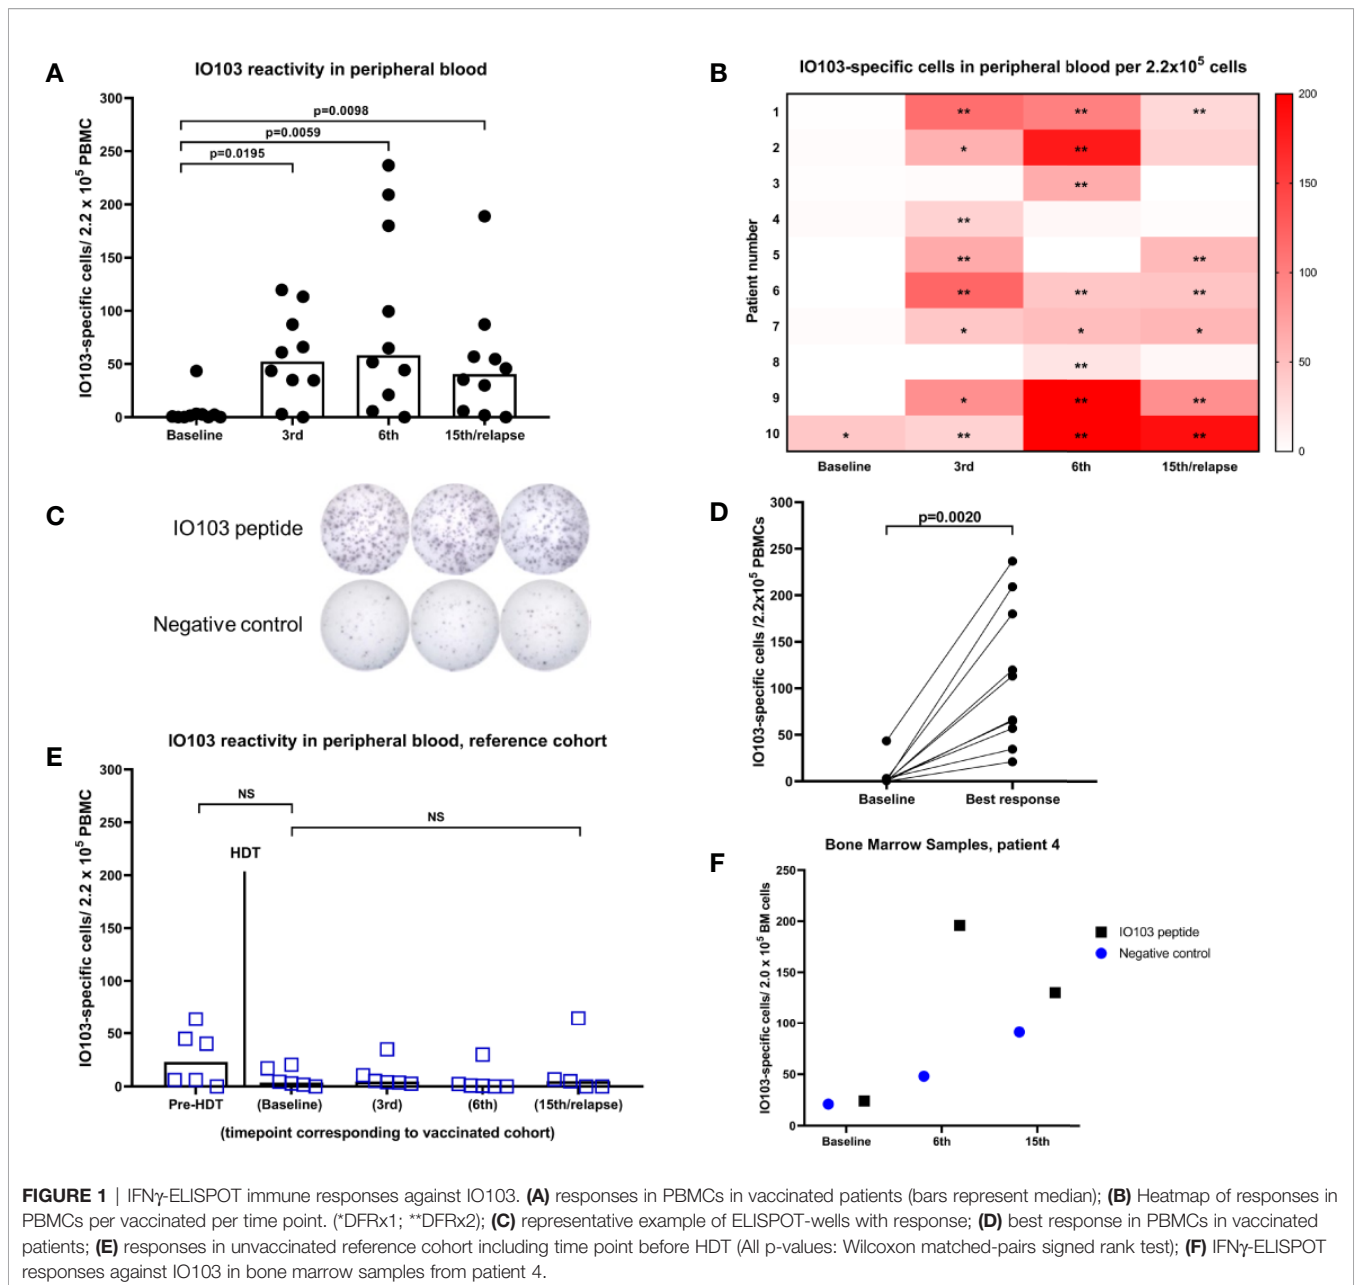 A
IO103 reactivity in peripheral blood
IO103-specific cells/ 2.2 x 10⁵ PBMC
300
250
200
150
100
50
0
p=0.0098
p=0.0059
p=0.0195
Baseline 3rd 6th 15th/relapse
B
IO103-specific cells in peripheral blood per 2.2x10⁵ cells
Patient number
1 ** ** **
2 * **
3 **
4 **
5 ** **
6 ** ** **
7 * * *
8 **
9 * ** **
10 * ** ** **
Baseline 3rd 6th 15th/relapse
200
150
100
50
0
C
IO103 peptide
Negative control
D
IO103-specific cells /2.2x10⁵ PBMCs
300
250
200
150
100
50
0
p=0.0020
Baseline Best response
E
IO103 reactivity in peripheral blood, reference cohort
IO103-specific cells/ 2.2 x 10⁵ PBMC
300
250
200
150
100
50
0
NS
NS
HDT
Pre-HDT (Baseline) (3rd) (6th) (15th/relapse)
(timepoint corresponding to vaccinated cohort)
F
Bone Marrow Samples, patient 4
IO103-specific cells/ 2.0 x 10⁵ BM cells
250
200
150
100
50
0
Baseline 6th 15th
IO103 peptide
Negative control
FIGURE 1 | IFNγ-ELISPOT immune responses against IO103. (A) responses in PBMCs in vaccinated patients (bars represent median); (B) Heatmap of responses in
PBMCs per vaccinated per time point. (*DFRx1; **DFRx2); (C) representative example of ELISPOT-wells with response; (D) best response in PBMCs in vaccinated
patients; (E) responses in unvaccinated reference cohort including time point before HDT (All p-values: Wilcoxon matched-pairs signed rank test); (F) IFNγ-ELISPOT
responses against IO103 in bone marrow samples from patient 4.